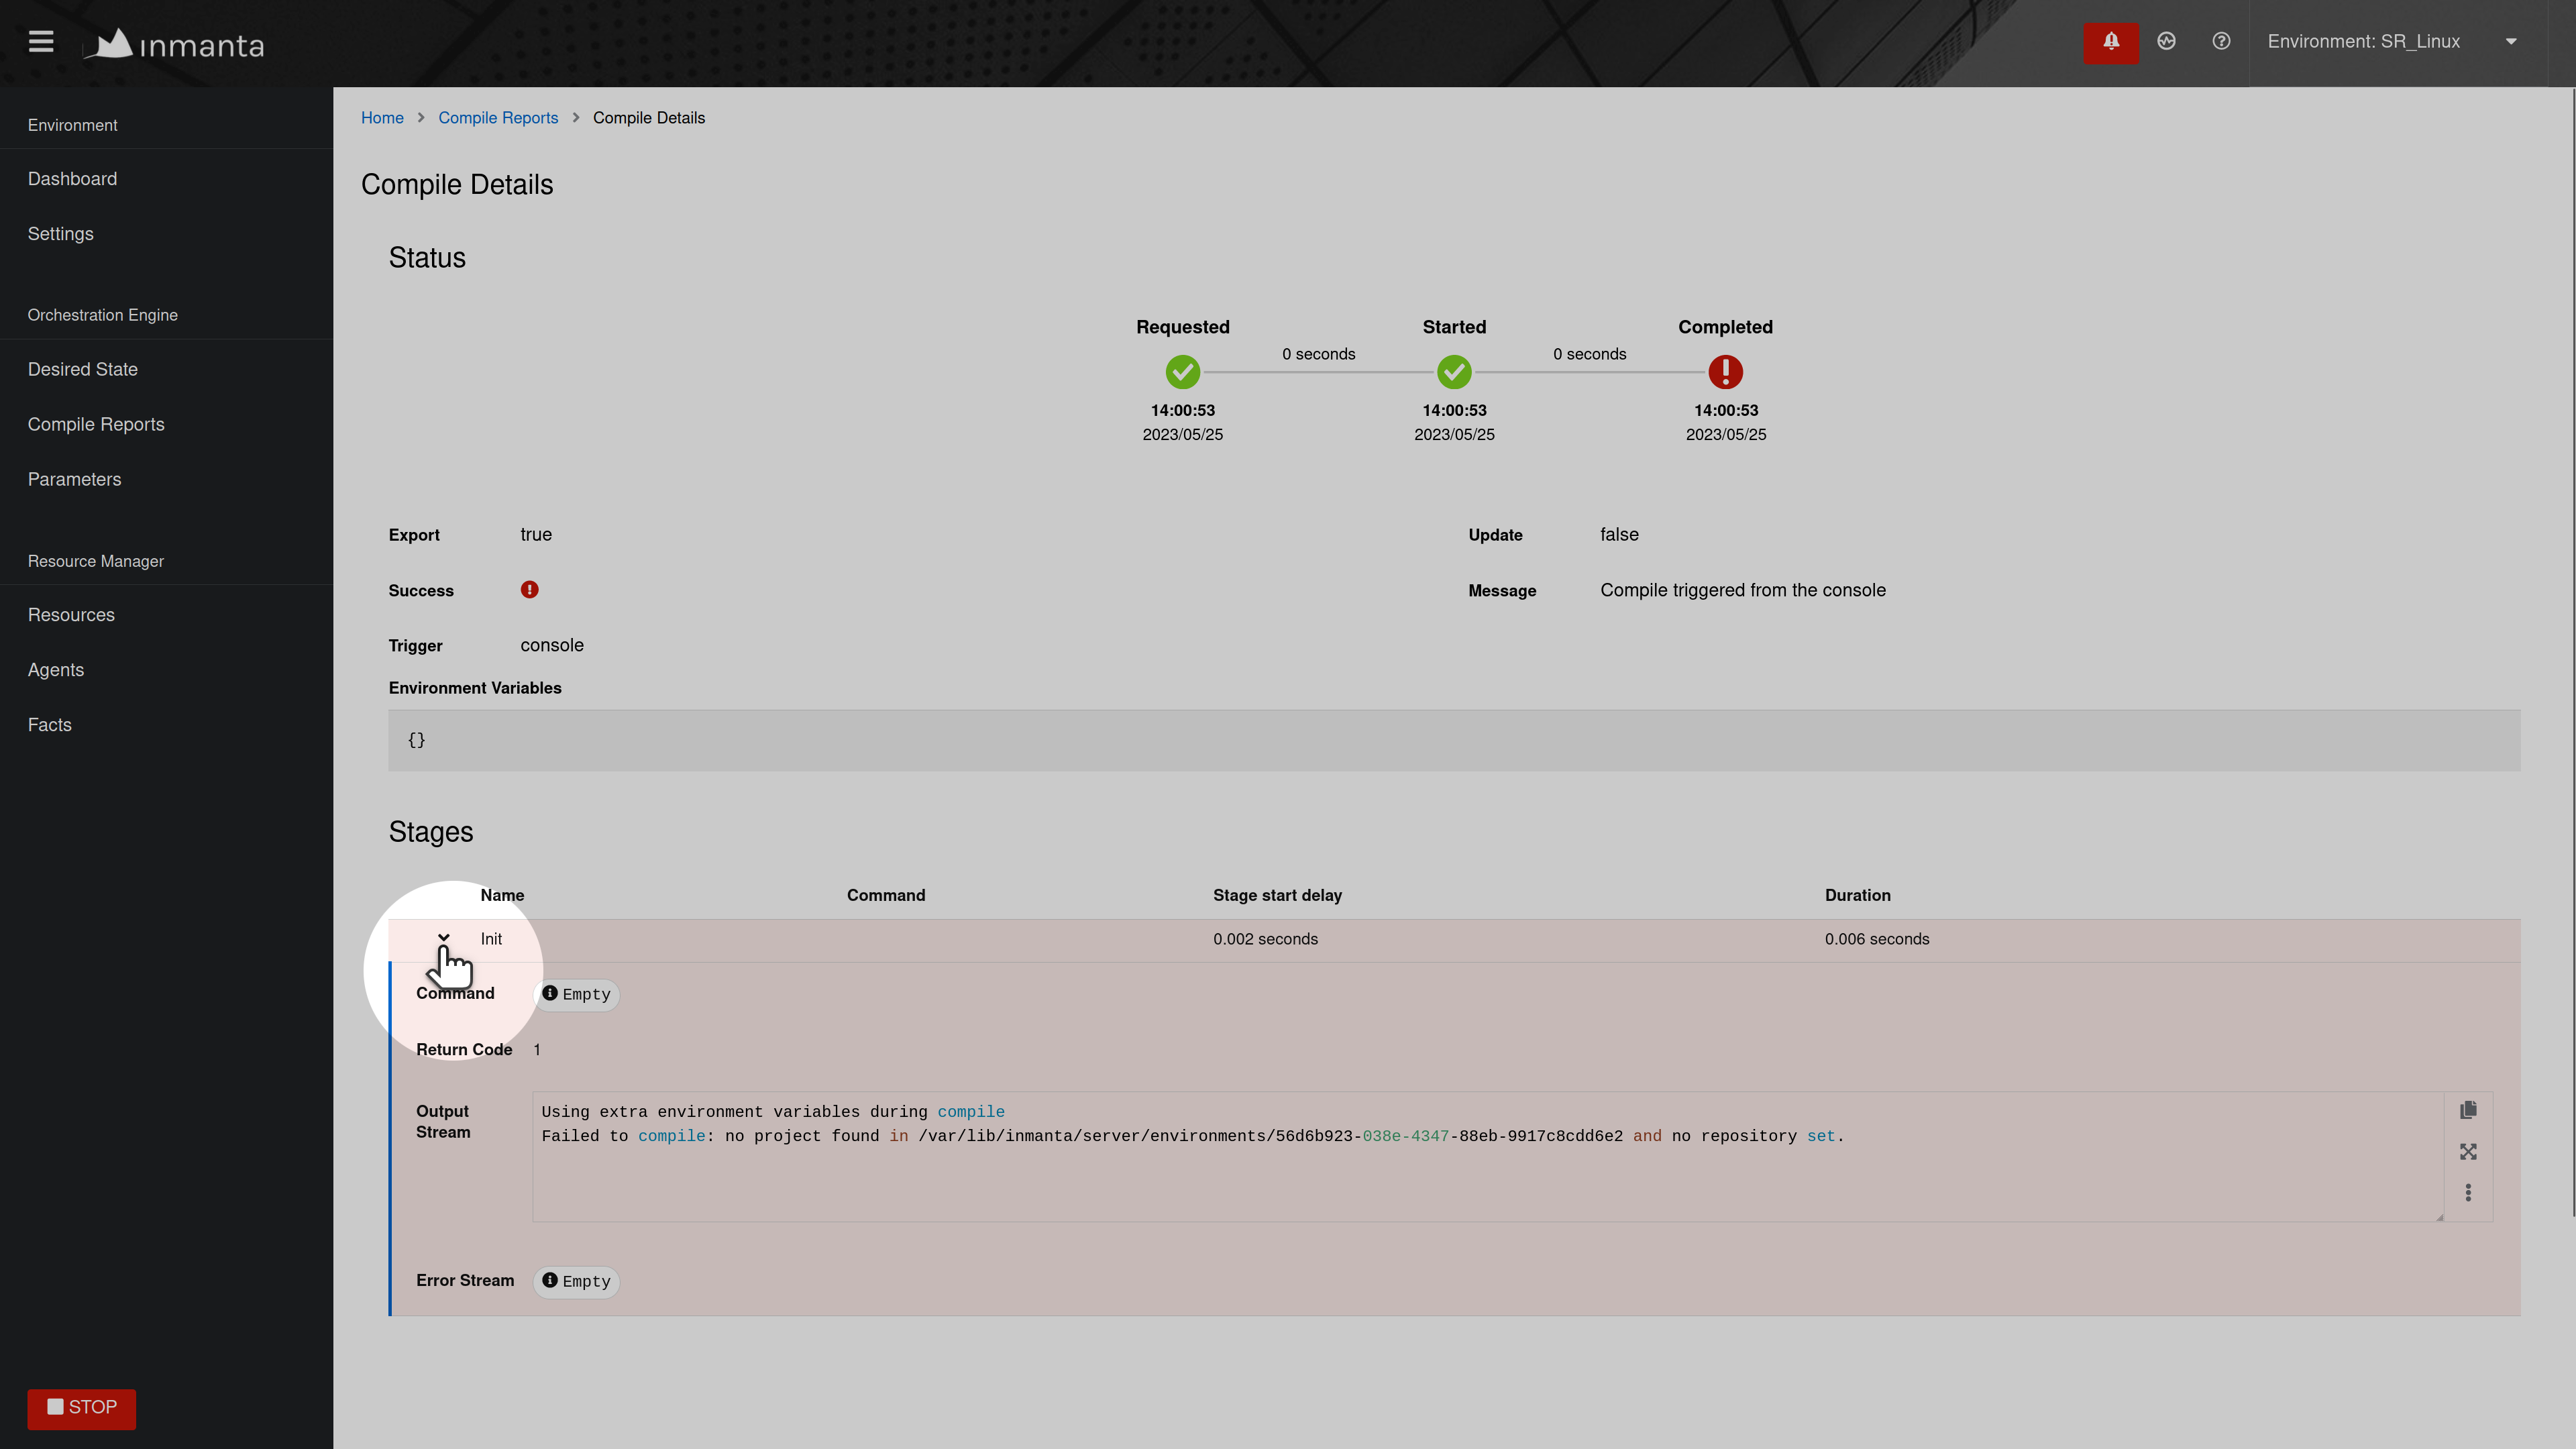 inmanta
Environment: SR_Linux
Environment
Dashboard
Settings
Orchestration Engine
Desired State
Compile Reports
Parameters
Resource Manager
Resources
Agents
Facts
STOP
Home > Compile Reports > Compile Details
Compile Details
Status
Requested Started Completed
0 seconds 0 seconds
14:00:53 14:00:53 14:00:53
2023/05/25 2023/05/25 2023/05/25
Export true Update false
Success Message Compile triggered from the console
Trigger console
Environment Variables
{}
Stages
Name Command Stage start delay Duration
Init 0.002 seconds 0.006 seconds
Command Empty
Return Code 1
Output Stream
Using extra environment variables during compile
Failed to compile: no project found in /var/lib/inmanta/server/environments/56d6b923-038e-4347-88eb-9917c8cdd6e2 and no repository set.
Error Stream Empty